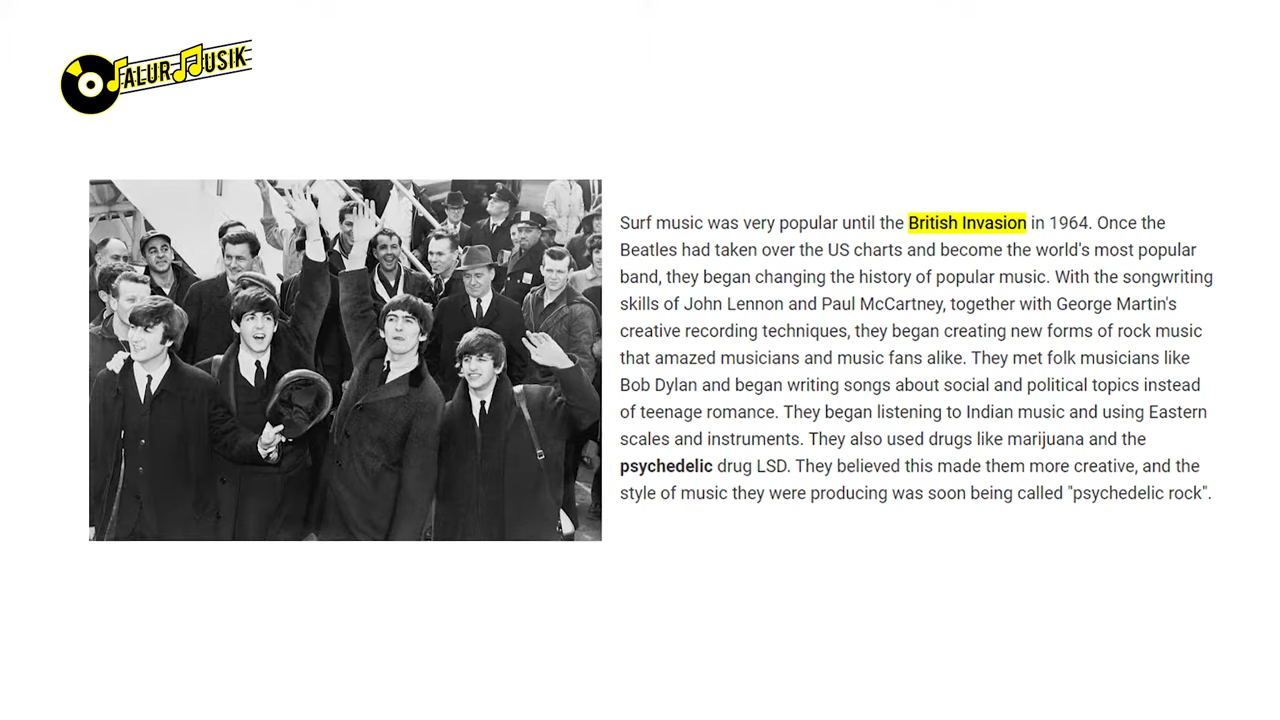 JALUR MUSIK
Surf music was very popular until the British Invasion in 1964. Once the
Beatles had taken over the US charts and become the world's most popular
band, they began changing the history of popular music. With the songwriting
skills of John Lennon and Paul McCartney, together with George Martin's
creative recording techniques, they began creating new forms of rock music
that amazed musicians and music fans alike. They met folk musicians like
Bob Dylan and began writing songs about social and political topics instead
of teenage romance. They began listening to Indian music and using Eastern
scales and instruments. They also used drugs like marijuana and the
psychedelic drug LSD. They believed this made them more creative, and the
style of music they were producing was soon being called "psychedelic rock".